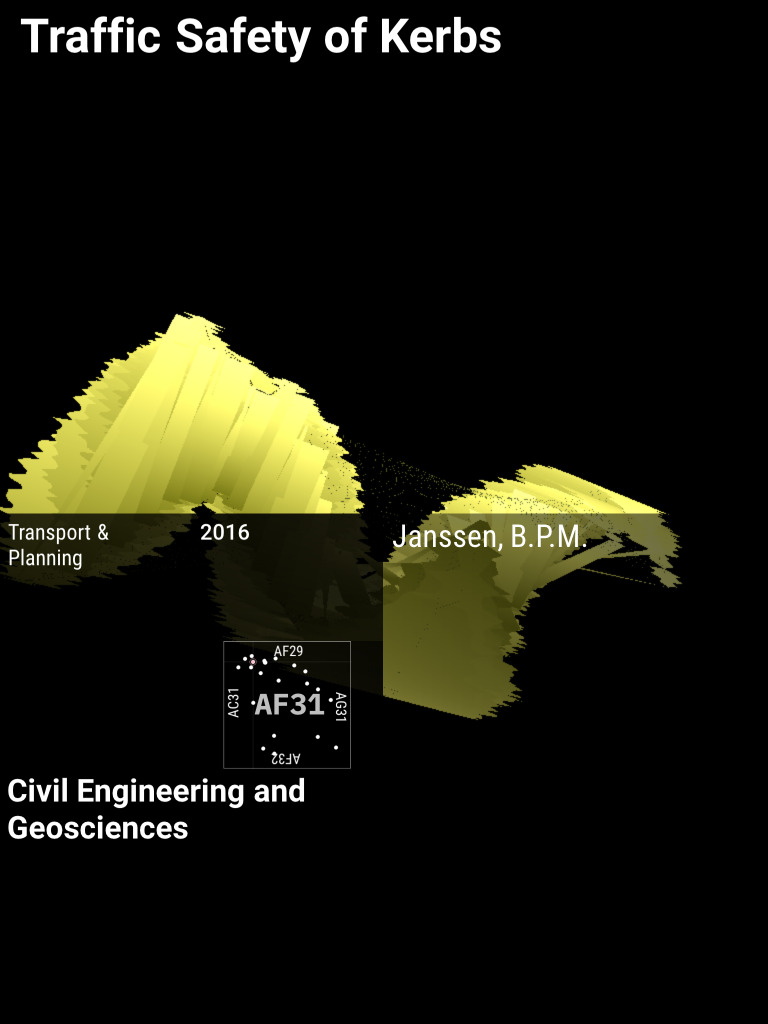 Traffic Safety of Kerbs
Transport &
Planning
2016
Janssen, B.P.M.
AF29
AC31
AF31
AG31
AF32
Civil Engineering and
Geosciences